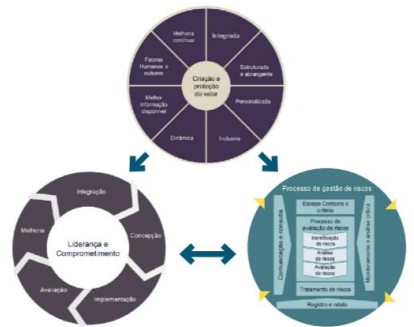 Melhoria
contínua
Integrada
Fatores
Humanos e
culturais
Estruturada
e abrangente
Criação e
proteção
do valor
Melhor
informação
disponível
Personalizada
Dinâmica
Inclusiva
Integração
Melhoria
Concepção
Liderança e
Comprometimento
Avaliação
Implementação
Processo de gestão de riscos
Escopo Contexto e
critério
Processo de
avaliação de riscos
Identificação
de riscos
Análise
de riscos
Avaliação
de riscos
Comunicação e consulta
Monitoramento e análise crítica
Tratamento de riscos
Registro e relato